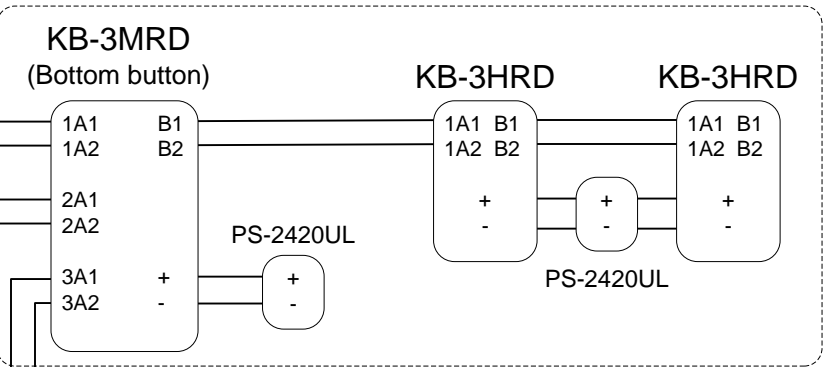 KB-3MRD
(Bottom button)
1A1 B1
1A2 B2
2A1
2A2
3A1 +
3A2 -
PS-2420UL
+
-
KB-3HRD
1A1 B1
1A2 B2
+
-
+
-
PS-2420UL
KB-3HRD
1A1 B1
1A2 B2
+
-